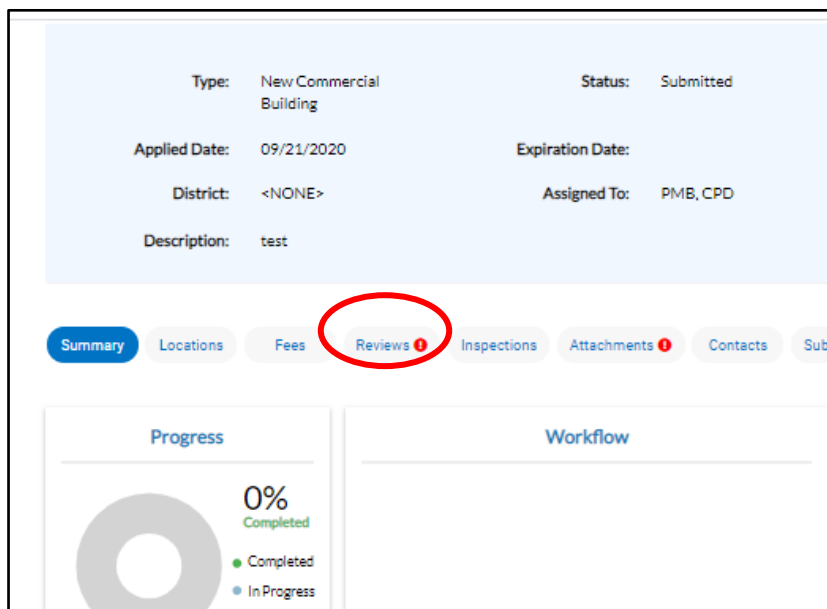 Type: New Commercial Building Status: Submitted
Applied Date: 09/21/2020 Expiration Date:
District: <NONE> Assigned To: PMB, CPD
Description: test
Summary Locations Fees Reviews Inspections Attachments Contacts Sub
Progress Workflow
0%
Completed
Completed
In Progress